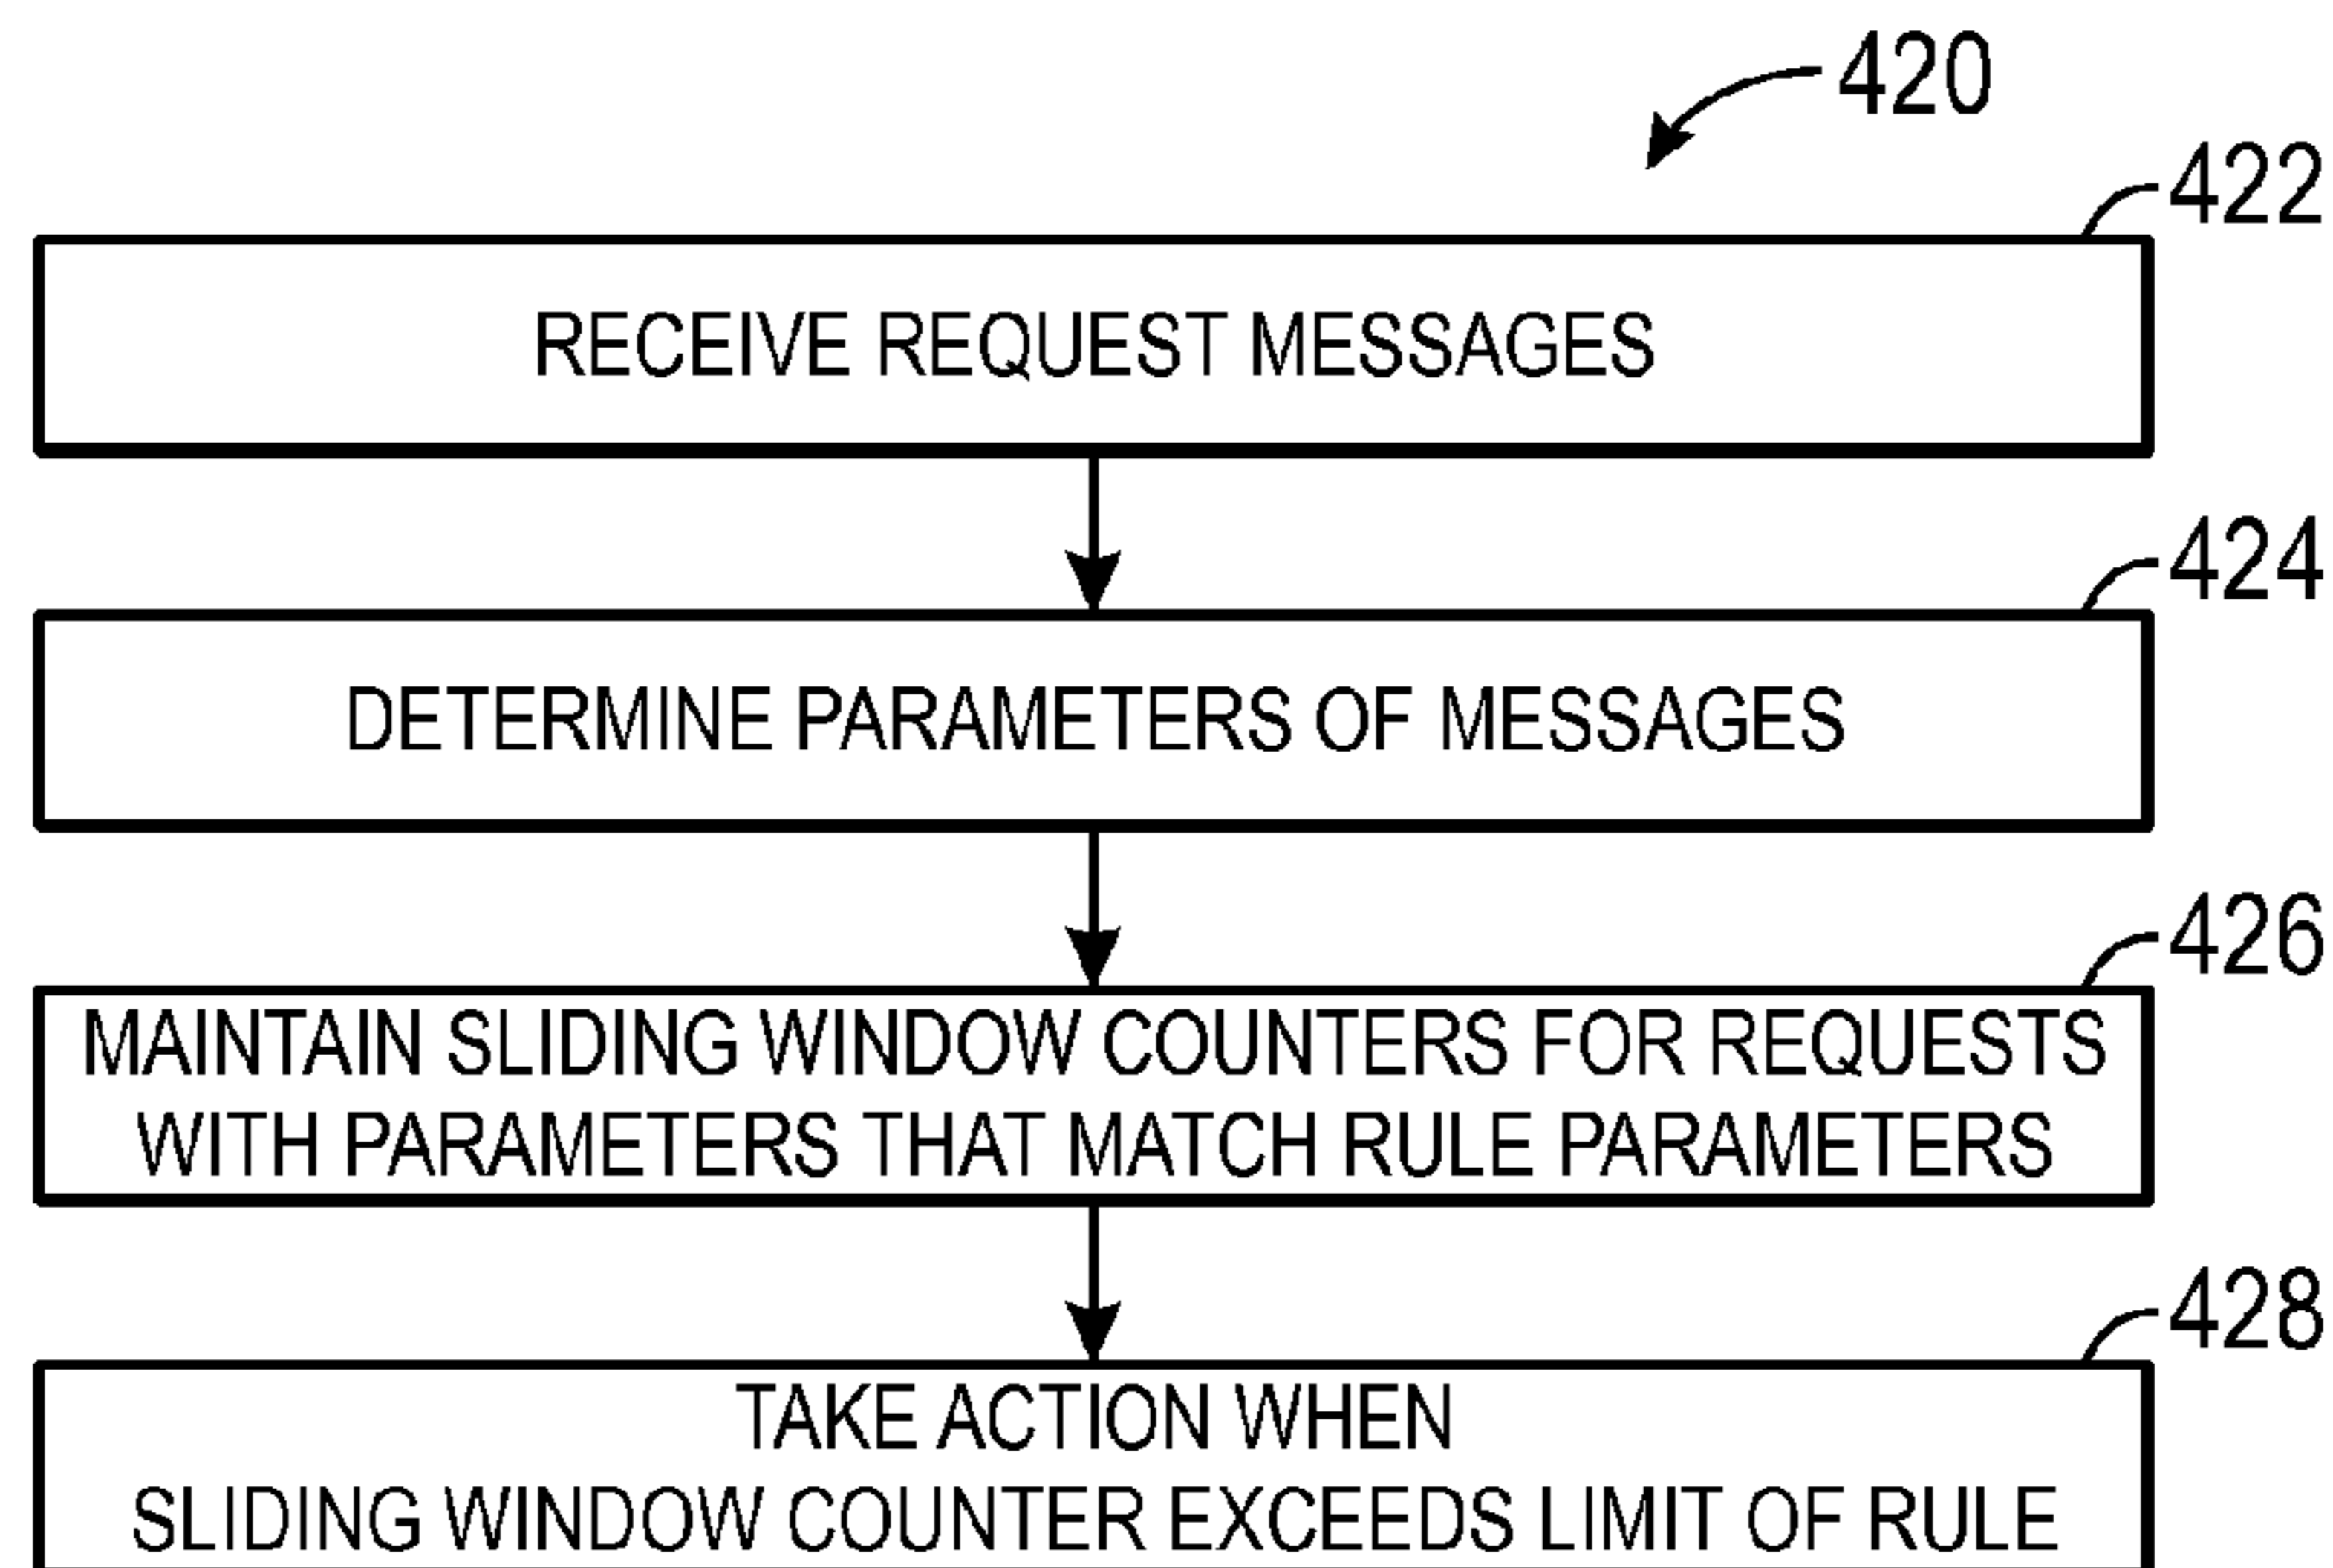 420
422
RECEIVE REQUEST MESSAGES
424
DETERMINE PARAMETERS OF MESSAGES
426
MAINTAIN SLIDING WINDOW COUNTERS FOR REQUESTS
WITH PARAMETERS THAT MATCH RULE PARAMETERS
428
TAKE ACTION WHEN
SLIDING WINDOW COUNTER EXCEEDS LIMIT OF RULE